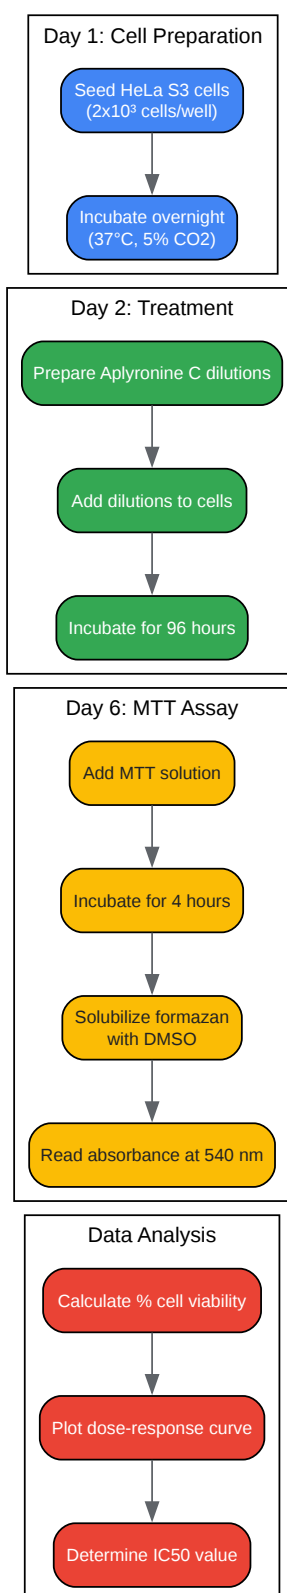 Day 1: Cell Preparation
Seed HeLa S3 cells
(2x10³ cells/well)
Incubate overnight
(37°C, 5% CO2)
Day 2: Treatment
Prepare Aplyronine C dilutions
Add dilutions to cells
Incubate for 96 hours
Day 6: MTT Assay
Add MTT solution
Incubate for 4 hours
Solubilize formazan
with DMSO
Read absorbance at 540 nm
Data Analysis
Calculate % cell viability
Plot dose-response curve
Determine IC50 value